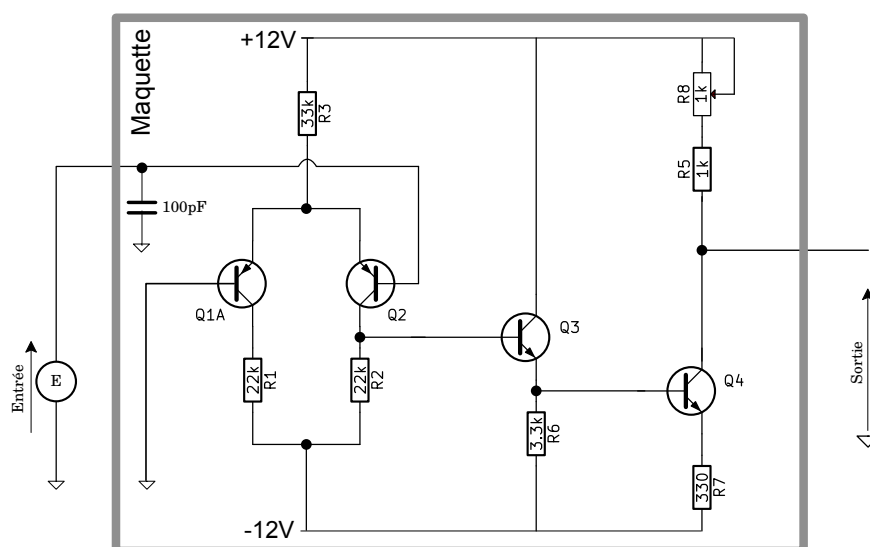 Maquette
+12V
33k
R3
R8
1k
R5
1k
100pF
Q1A
Q2
Q3
Q4
Entrée
E
22k
R1
22k
R2
3.3k
R6
330
R7
Sortie
-12V